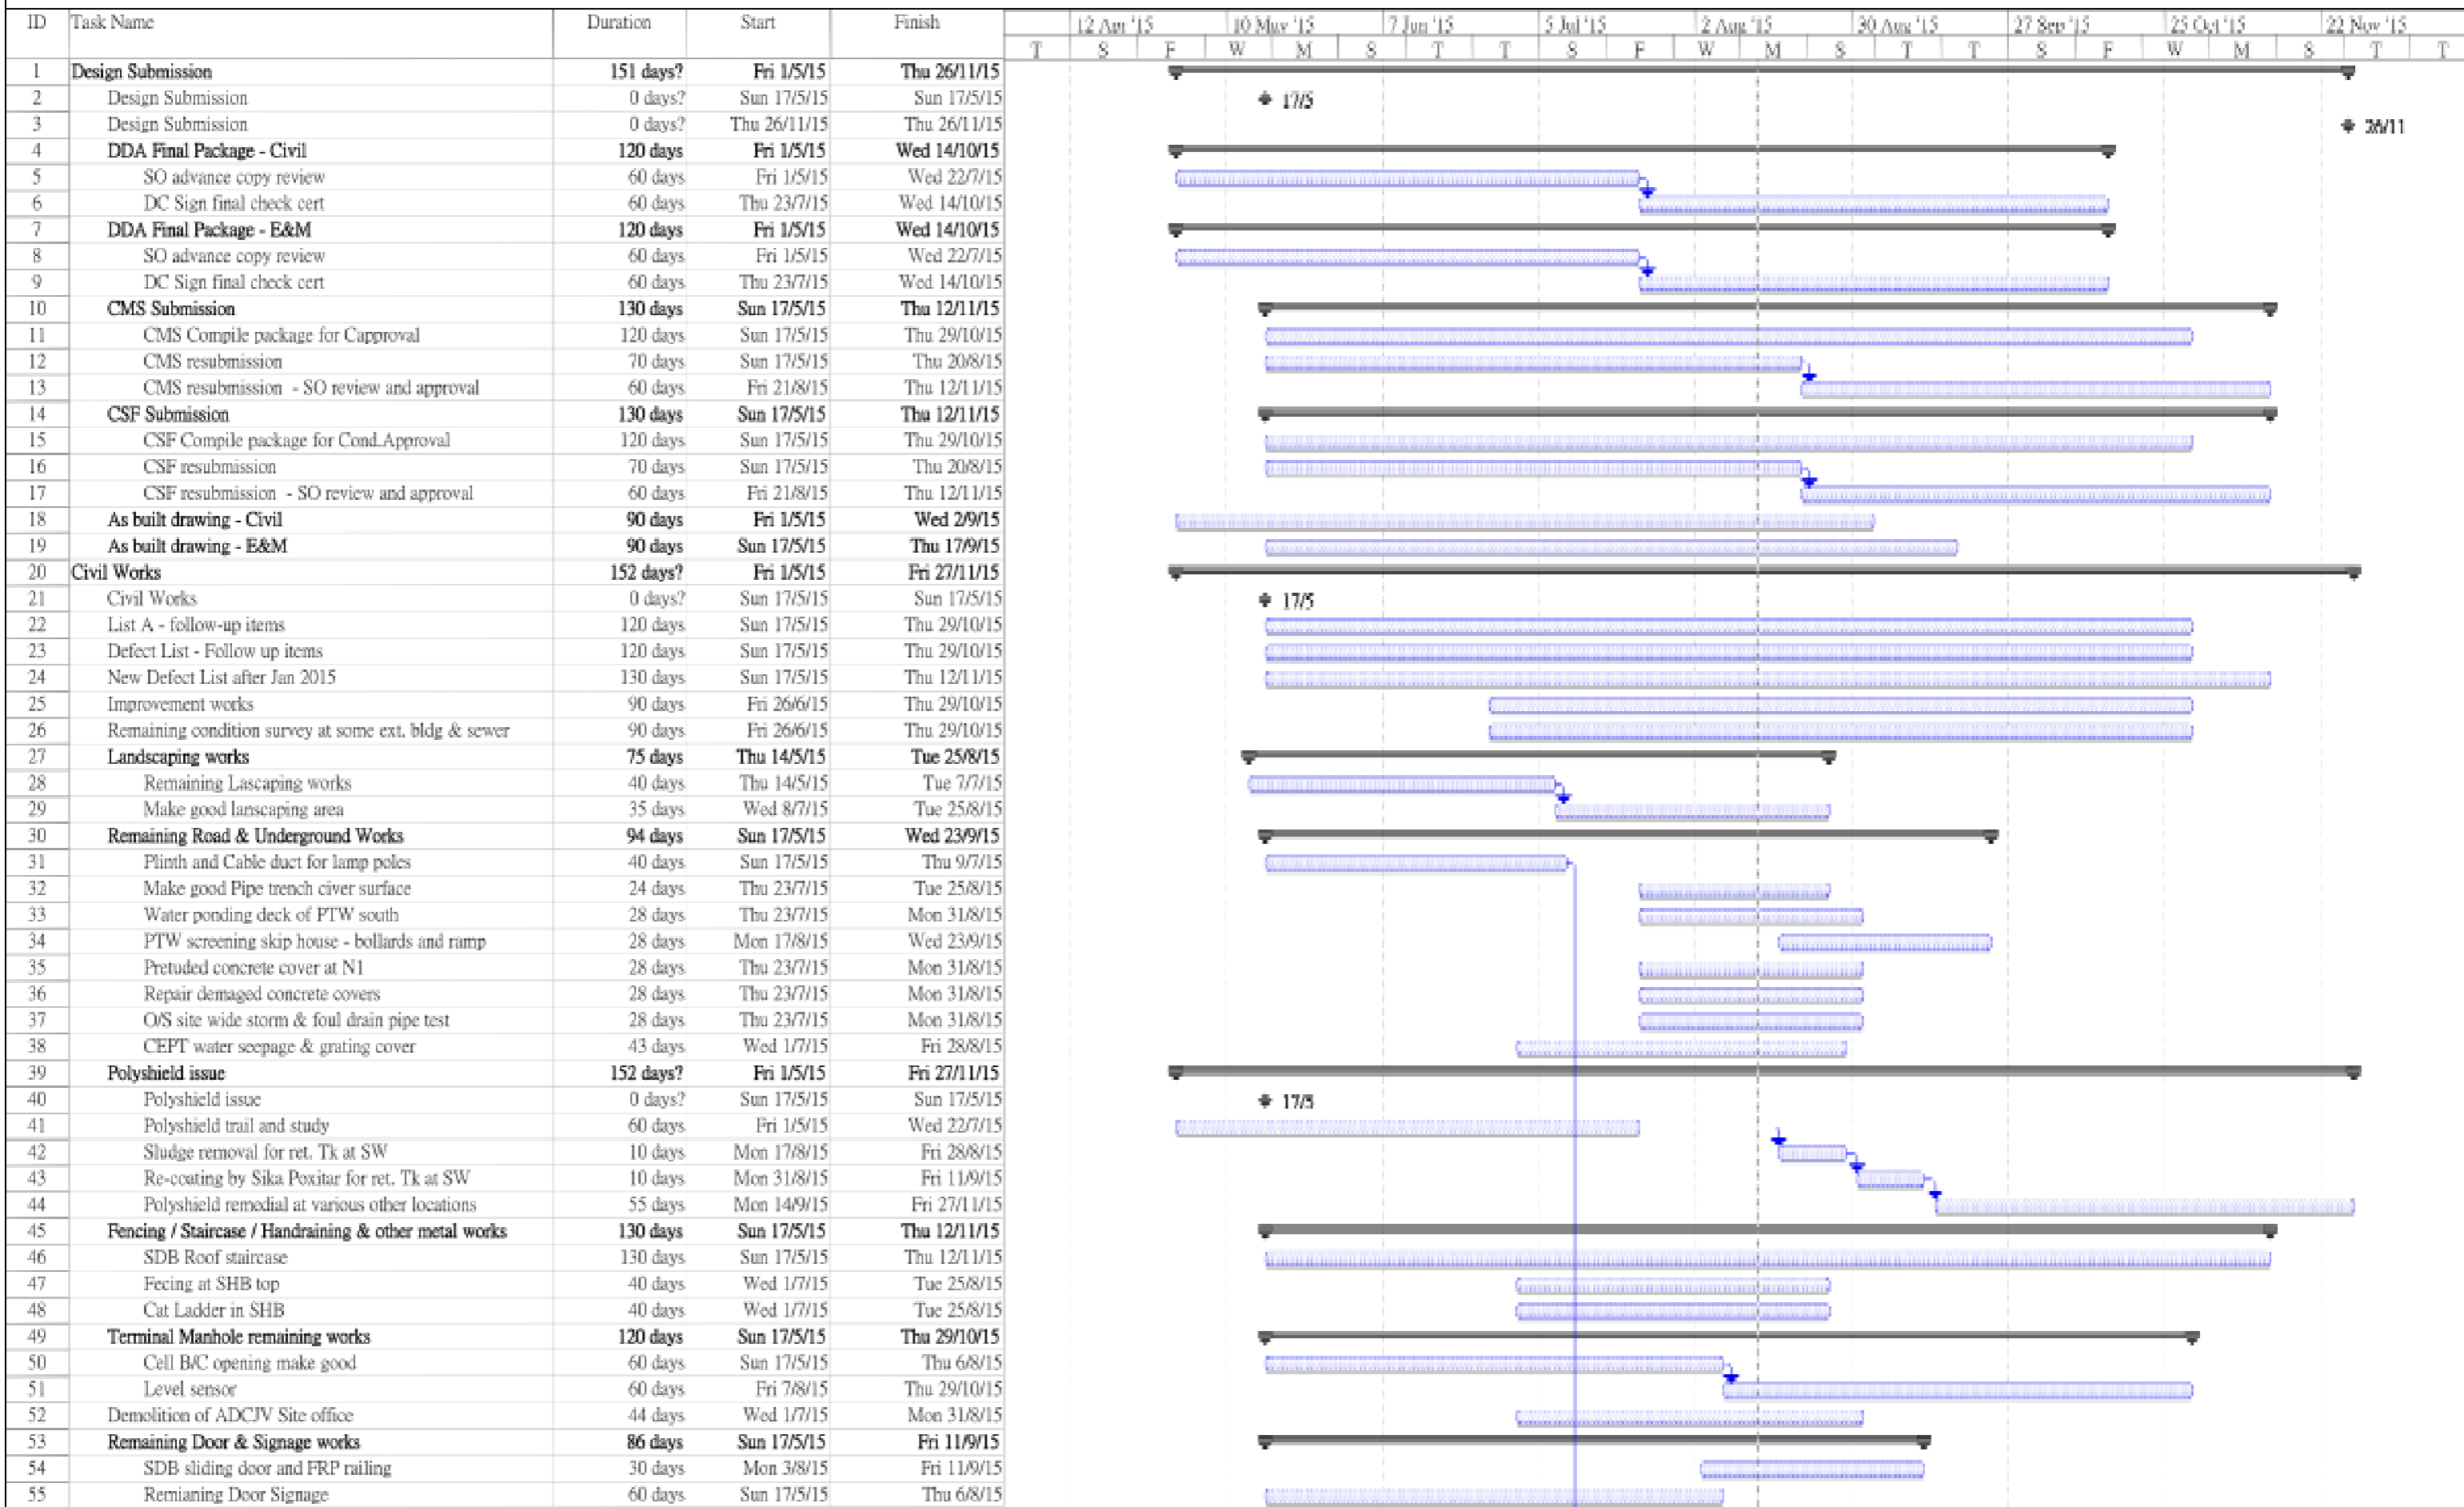 ID Task Name Duration Start Finish 12 Apr '15 10 May '15 7 Jun '15 5 Jul '15 2 Aug '15 30 Aug '15 27 Sep '15 25 Oct '15 22 Nov '15
T S F W M S T T S F W M S T T S F W M S T T
1 Design Submission 151 days? Fri 1/5/15 Thu 26/11/15
2 Design Submission 0 days? Sun 17/5/15 Sun 17/5/15 17/5
3 Design Submission 0 days? Thu 26/11/15 Thu 26/11/15 26/11
4 DDA Final Package - Civil 120 days Fri 1/5/15 Wed 14/10/15
5 SO advance copy review 60 days Fri 1/5/15 Wed 22/7/15
6 DC Sign final check cert 60 days Thu 23/7/15 Wed 14/10/15
7 DDA Final Package - E&M 120 days Fri 1/5/15 Wed 14/10/15
8 SO advance copy review 60 days Fri 1/5/15 Wed 22/7/15
9 DC Sign final check cert 60 days Thu 23/7/15 Wed 14/10/15
10 CMS Submission 130 days Sun 17/5/15 Thu 12/11/15
11 CMS Compile package for Capproval 120 days Sun 17/5/15 Thu 29/10/15
12 CMS resubmission 70 days Sun 17/5/15 Thu 20/8/15
13 CMS resubmission - SO review and approval 60 days Fri 21/8/15 Thu 12/11/15
14 CSF Submission 130 days Sun 17/5/15 Thu 12/11/15
15 CSF Compile package for Cond.Approval 120 days Sun 17/5/15 Thu 29/10/15
16 CSF resubmission 70 days Sun 17/5/15 Thu 20/8/15
17 CSF resubmission - SO review and approval 60 days Fri 21/8/15 Thu 12/11/15
18 As built drawing - Civil 90 days Fri 1/5/15 Wed 2/9/15
19 As built drawing - E&M 90 days Sun 17/5/15 Thu 17/9/15
20 Civil Works 152 days? Fri 1/5/15 Fri 27/11/15
21 Civil Works 0 days? Sun 17/5/15 Sun 17/5/15 17/5
22 List A - follow-up items 120 days Sun 17/5/15 Thu 29/10/15
23 Defect List - Follow up items 120 days Sun 17/5/15 Thu 29/10/15
24 New Defect List after Jan 2015 130 days Sun 17/5/15 Thu 12/11/15
25 Improvement works 90 days Fri 26/6/15 Thu 29/10/15
26 Remaining condition survey at some ext. bldg & sewer 90 days Fri 26/6/15 Thu 29/10/15
27 Landscaping works 75 days Thu 14/5/15 Tue 25/8/15
28 Remaining Lascaping works 40 days Thu 14/5/15 Tue 7/7/15
29 Make good lanscaping area 35 days Wed 8/7/15 Tue 25/8/15
30 Remaining Road & Underground Works 94 days Sun 17/5/15 Wed 23/9/15
31 Plinth and Cable duct for lamp poles 40 days Sun 17/5/15 Thu 9/7/15
32 Make good Pipe trench civer surface 24 days Thu 23/7/15 Tue 25/8/15
33 Water ponding deck of PTW south 28 days Thu 23/7/15 Mon 31/8/15
34 PTW screening skip house - bollards and ramp 28 days Mon 17/8/15 Wed 23/9/15
35 Pretuded concrete cover at N1 28 days Thu 23/7/15 Mon 31/8/15
36 Repair demaged concrete covers 28 days Thu 23/7/15 Mon 31/8/15
37 O/S site wide storm & foul drain pipe test 28 days Thu 23/7/15 Mon 31/8/15
38 CEPT water seepage & grating cover 43 days Wed 1/7/15 Fri 28/8/15
39 Polyshield issue 152 days? Fri 1/5/15 Fri 27/11/15
40 Polyshield issue 0 days? Sun 17/5/15 Sun 17/5/15 17/5
41 Polyshield trail and study 60 days Fri 1/5/15 Wed 22/7/15
42 Sludge removal for ret. Tk at SW 10 days Mon 17/8/15 Fri 28/8/15
43 Re-coating by Sika Poxitar for ret. Tk at SW 10 days Mon 31/8/15 Fri 11/9/15
44 Polyshield remedial at various other locations 55 days Mon 14/9/15 Fri 27/11/15
45 Fencing / Staircase / Handraining & other metal works 130 days Sun 17/5/15 Thu 12/11/15
46 SDB Roof staircase 130 days Sun 17/5/15 Thu 12/11/15
47 Fecing at SHB top 40 days Wed 1/7/15 Tue 25/8/15
48 Cat Ladder in SHB 40 days Wed 1/7/15 Tue 25/8/15
49 Terminal Manhole remaining works 120 days Sun 17/5/15 Thu 29/10/15
50 Cell B/C opening make good 60 days Sun 17/5/15 Thu 6/8/15
51 Level sensor 60 days Fri 7/8/15 Thu 29/10/15
52 Demolition of ADCJV Site office 44 days Wed 1/7/15 Mon 31/8/15
53 Remaining Door & Signage works 86 days Sun 17/5/15 Fri 11/9/15
54 SDB sliding door and FRP railing 30 days Mon 3/8/15 Fri 11/9/15
55 Remianing Door Signage 60 days Sun 17/5/15 Thu 6/8/15